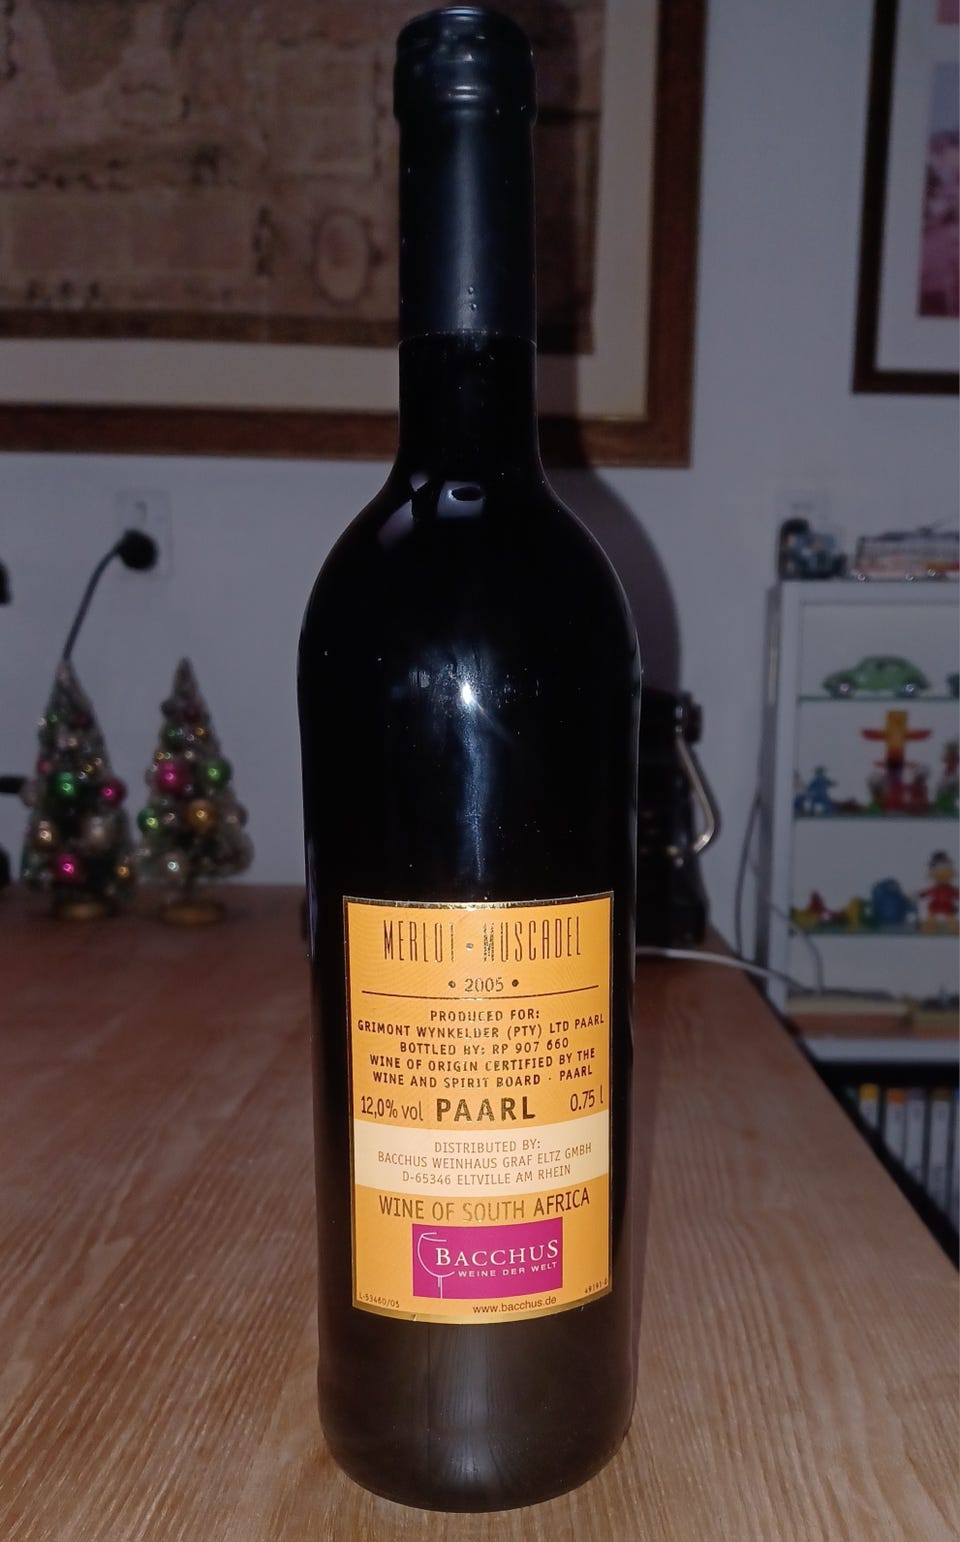 MERLOT · MUSCADEL
• 2005 •
PRODUCED FOR:
GRIMONT WYNKELDER (PTY) LTD PAARL
BOTTLED BY: RP 907 660
WINE OF ORIGIN CERTIFIED BY THE
WINE AND SPIRIT BOARD · PAARL
12,0% vol PAARL 0.75 l
DISTRIBUTED BY:
BACCHUS WEINHAUS GRAF ELTZ GMBH
D-65346 ELTVILLE AM RHEIN
WINE OF SOUTH AFRICA
BACCHUS
WEINE DER WELT
L-53460/05
www.bacchus.de